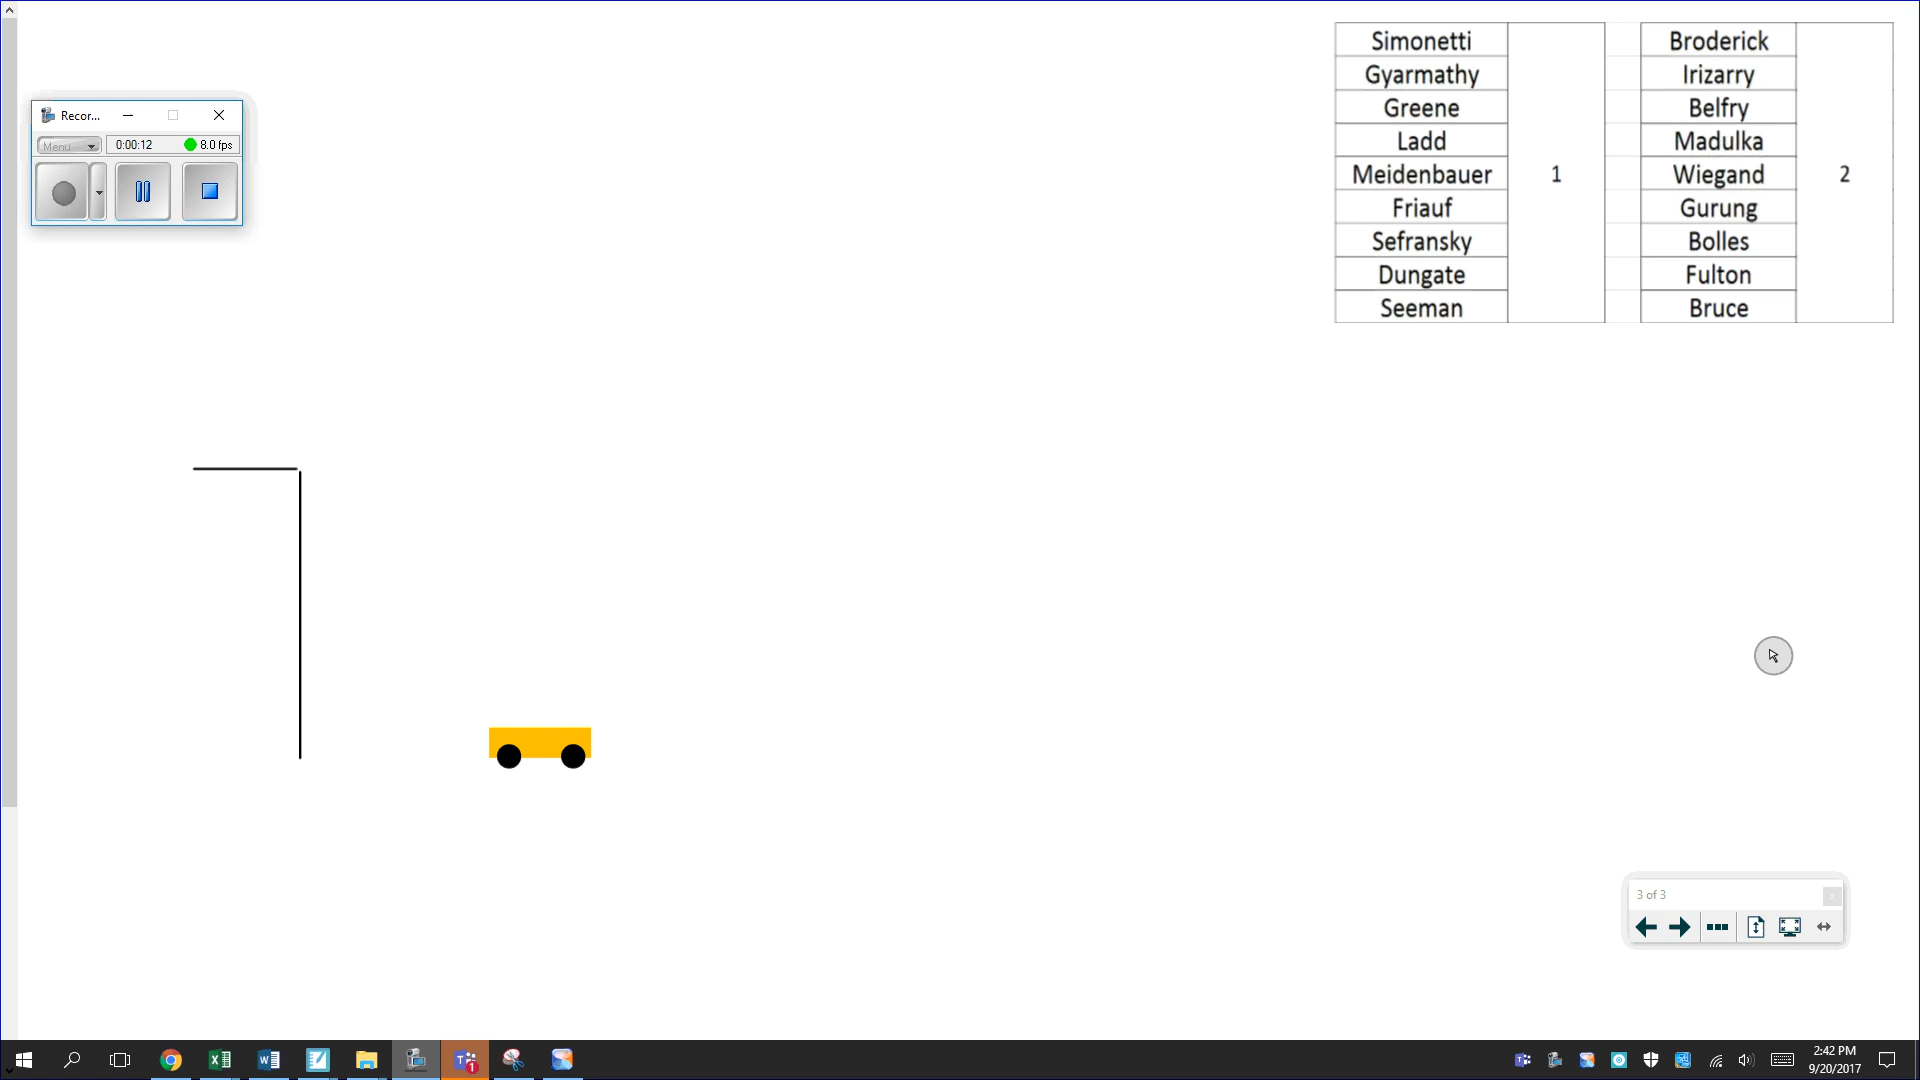 Simonetti
Gyarmathy
Greene
Ladd
Meidenbauer
Friauf
Sefransky
Dungate
Seeman
1
Broderick
Irizarry
Belfry
Madulka
Wiegand
Gurung
Bolles
Fulton
Bruce
2
Recor...
Menu
0:00:12
8.0 fps
3 of 3
2:42 PM
9/20/2017